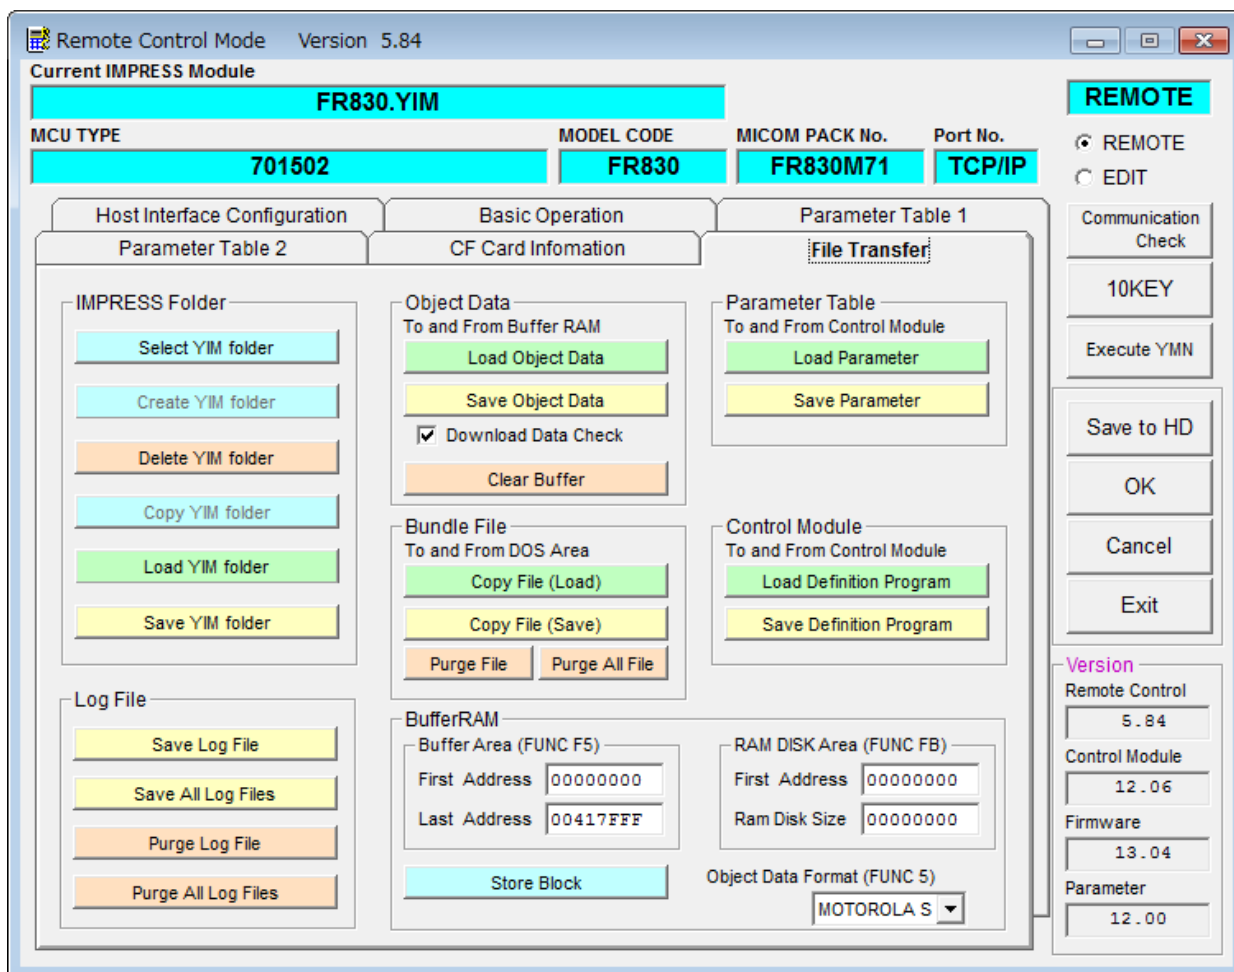 Remote Control Mode Version 5.84
Current IMPRESS Module
FR830.YIM
REMOTE
MCU TYPE MODEL CODE MICOM PACK No. Port No.
701502 FR830 FR830M71 TCP/IP
REMOTE
EDIT
Host Interface Configuration Basic Operation Parameter Table 1
Parameter Table 2 CF Card Infomation File Transfer
Communication
Check
10KEY
Execute YMN
Save to HD
OK
Cancel
Exit
IMPRESS Folder
Select YIM folder
Create YIM folder
Delete YIM folder
Copy YIM folder
Load YIM folder
Save YIM folder
Log File
Save Log File
Save All Log Files
Purge Log File
Purge All Log Files
Object Data
To and From Buffer RAM
Load Object Data
Save Object Data
Download Data Check
Clear Buffer
Bundle File
To and From DOS Area
Copy File (Load)
Copy File (Save)
Purge File Purge All File
Parameter Table
To and From Control Module
Load Parameter
Save Parameter
Control Module
To and From Control Module
Load Definition Program
Save Definition Program
BufferRAM
Buffer Area (FUNC F5)
First Address 00000000
Last Address 00417FFF
Store Block
RAM DISK Area (FUNC FB)
First Address 00000000
Ram Disk Size 00000000
Object Data Format (FUNC 5)
MOTOROLA S
Version
Remote Control
5.84
Control Module
12.06
Firmware
13.04
Parameter
12.00